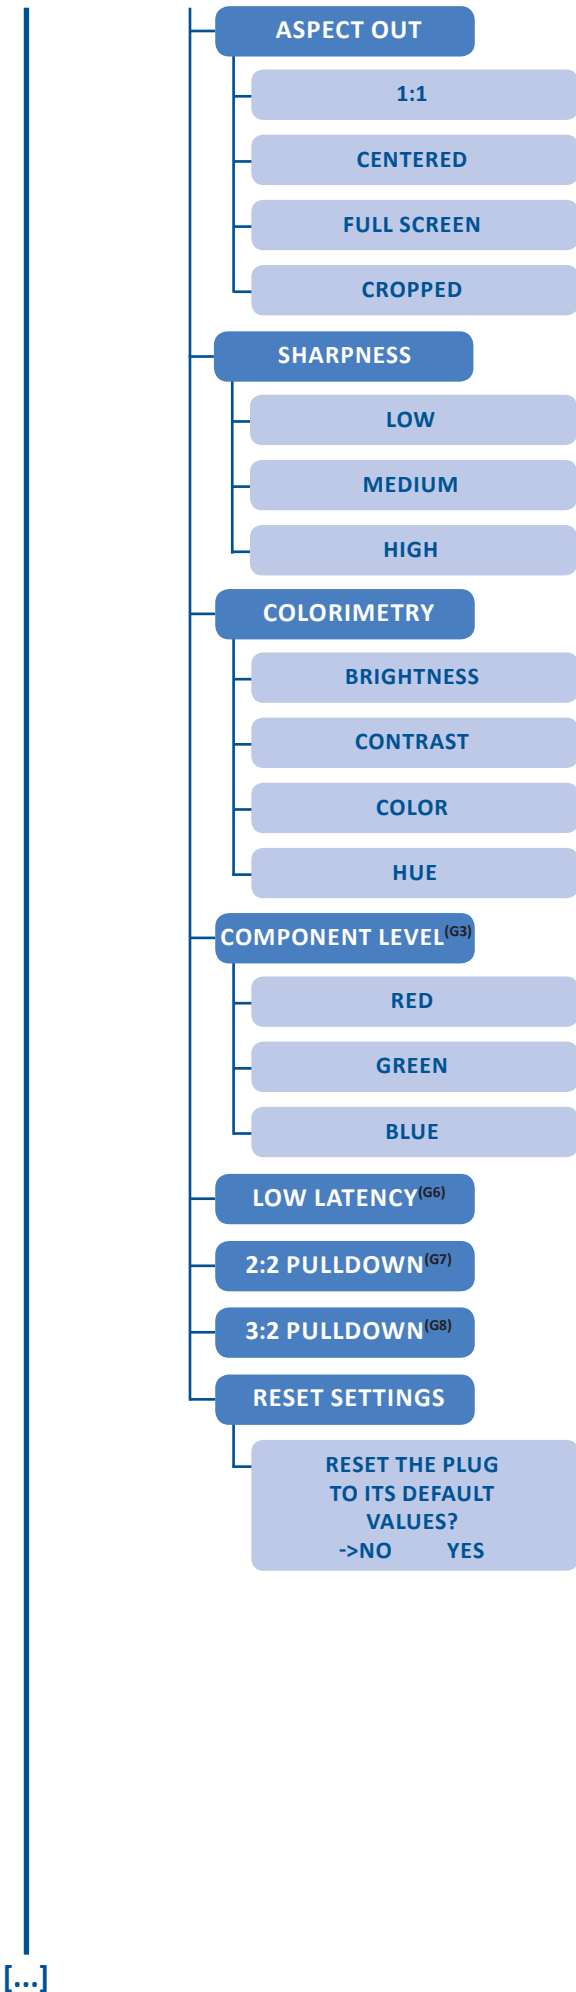 ASPECT OUT
1:1
CENTERED
FULL SCREEN
CROPPED
SHARPNESS
LOW
MEDIUM
HIGH
COLORIMETRY
BRIGHTNESS
CONTRAST
COLOR
HUE
COMPONENT LEVEL(G3)
RED
GREEN
BLUE
LOW LATENCY(G6)
2:2 PULLDOWN(G7)
3:2 PULLDOWN(G8)
RESET SETTINGS
RESET THE PLUG
TO ITS DEFAULT
VALUES?
->NO YES
[...]